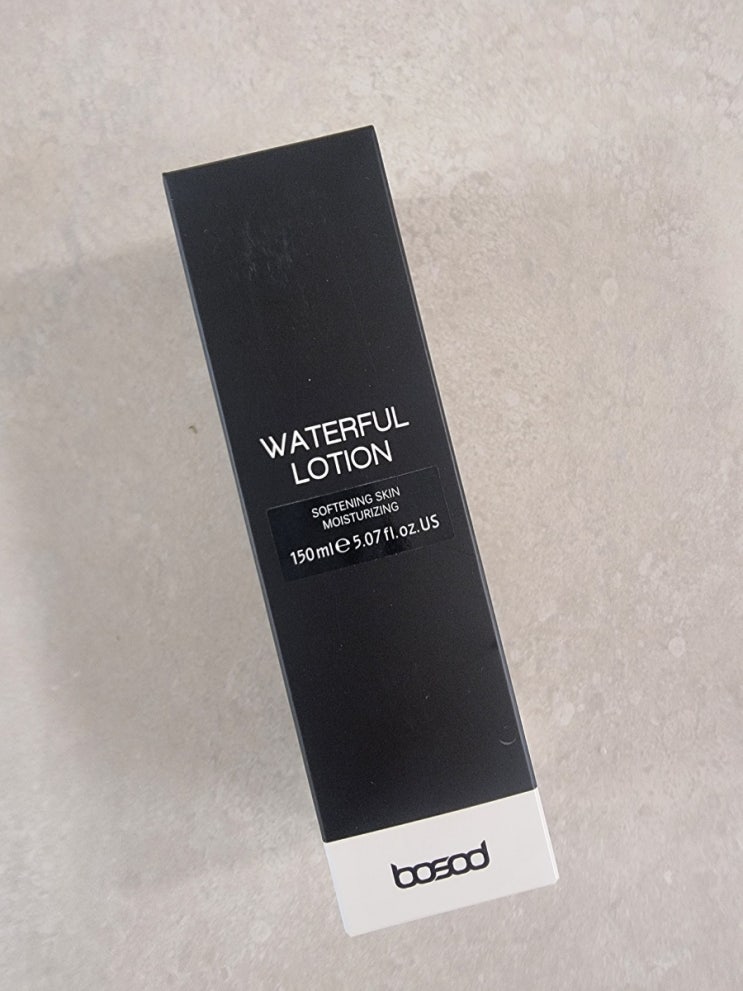 WATERFUL
LOTION
SOFTENING SKIN
MOISTURIZING
150ml℮5.07fl.oz.US
bosod